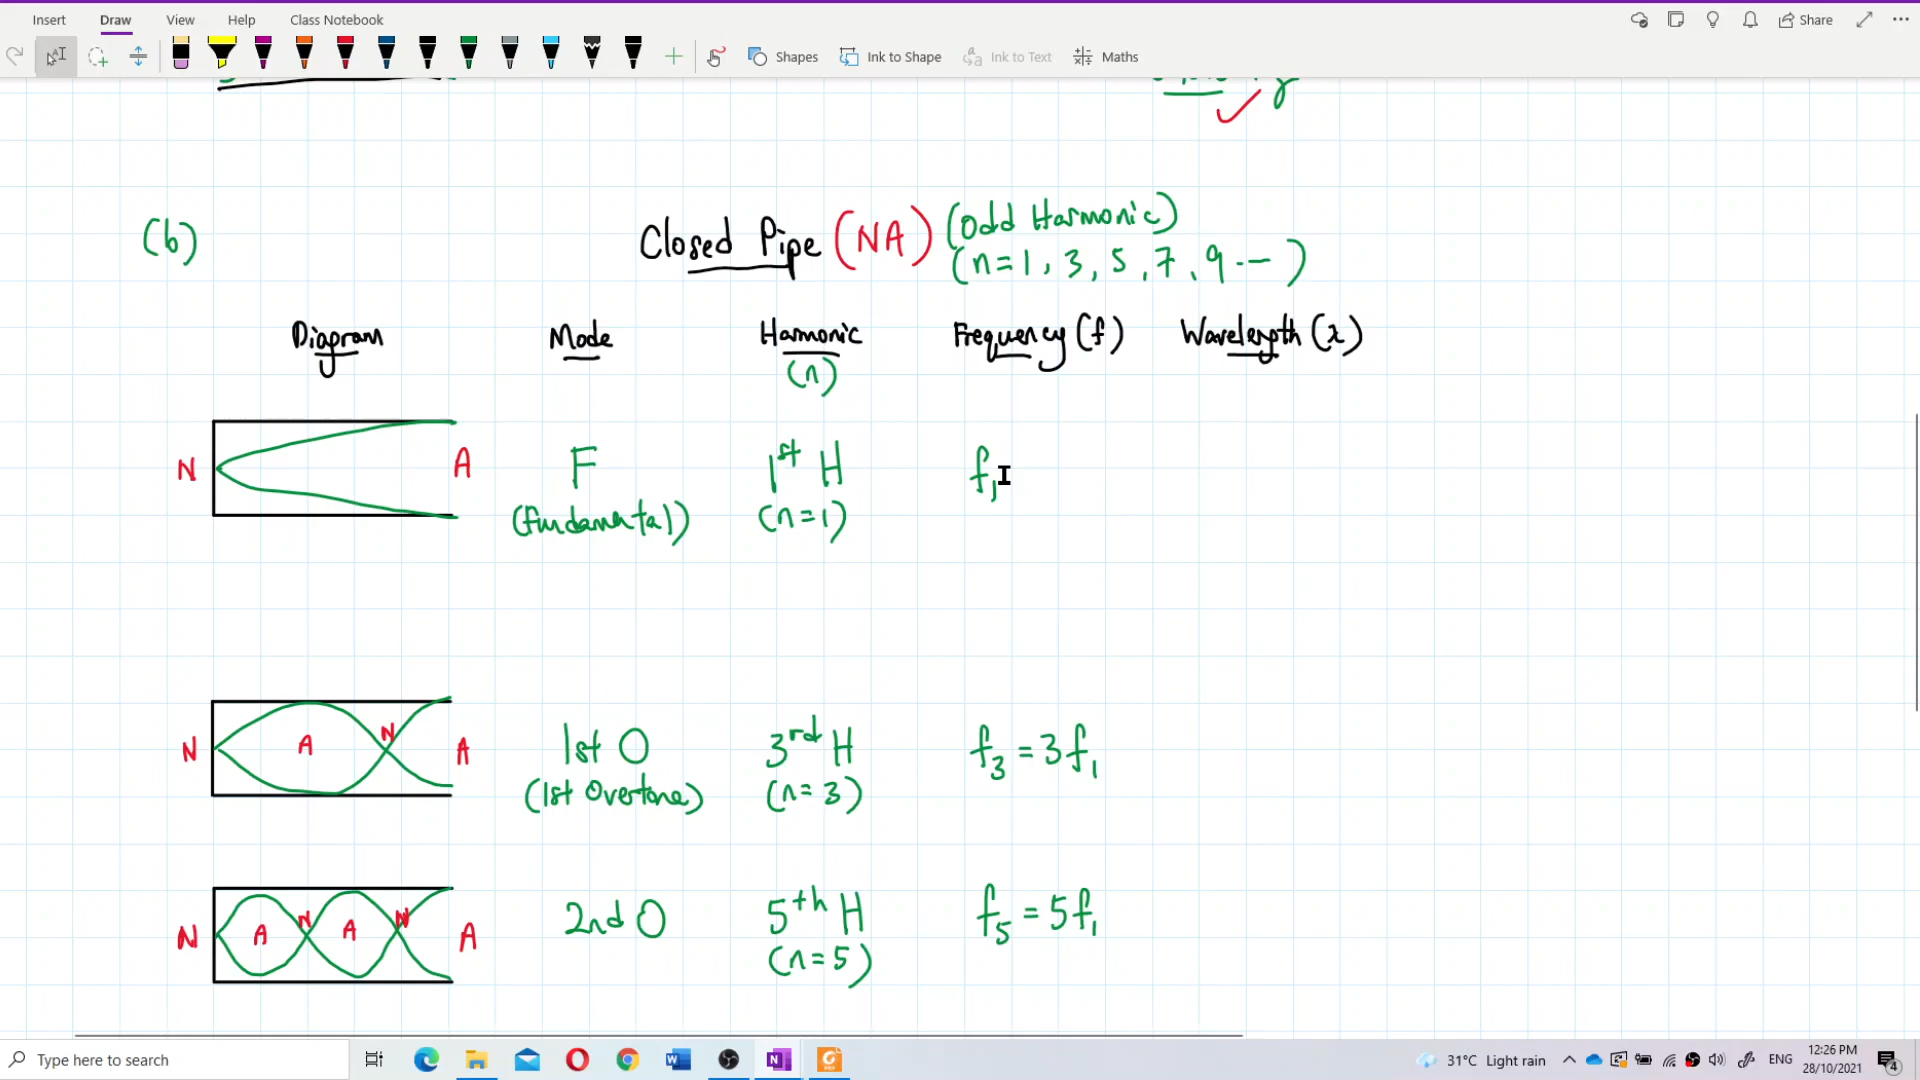 Insert Draw View Help Class Notebook Share
Shapes Ink to Shape Ink to Text Maths
(b) Closed Pipe (NA) (Odd Harmonic)
(n=1, 3, 5, 7, 9 ---)
Diagram Mode Harmonic Frequency (f) Wavelength (λ)
(n)
N A F 1st H f₁
(Fundamental) (n=1)
N A N A 1st O 3rd H f₃ = 3f₁
(1st Overtone) (n=3)
N A N A N A 2nd O 5th H f₅ = 5f₁
(n=5)
Type here to search 31°C Light rain ENG 12:26 PM
28/10/2021 4